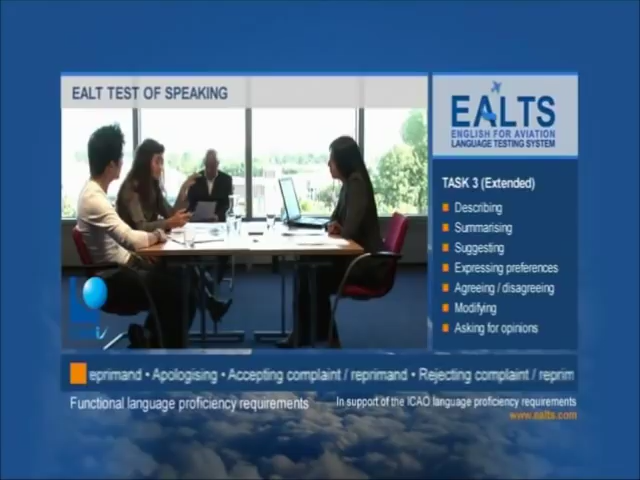 EALT TEST OF SPEAKING
EALTS
ENGLISH FOR AVIATION
LANGUAGE TESTING SYSTEM
TASK 3 (Extended)
Describing
Summarising
Suggesting
Expressing preferences
Agreeing / disagreeing
Modifying
Asking for opinions
eprimand • Apologising • Accepting complaint / reprimand • Rejecting complaint / reprim
Functional language proficiency requirements
In support of the ICAO language proficiency requirements
www.ealts.com